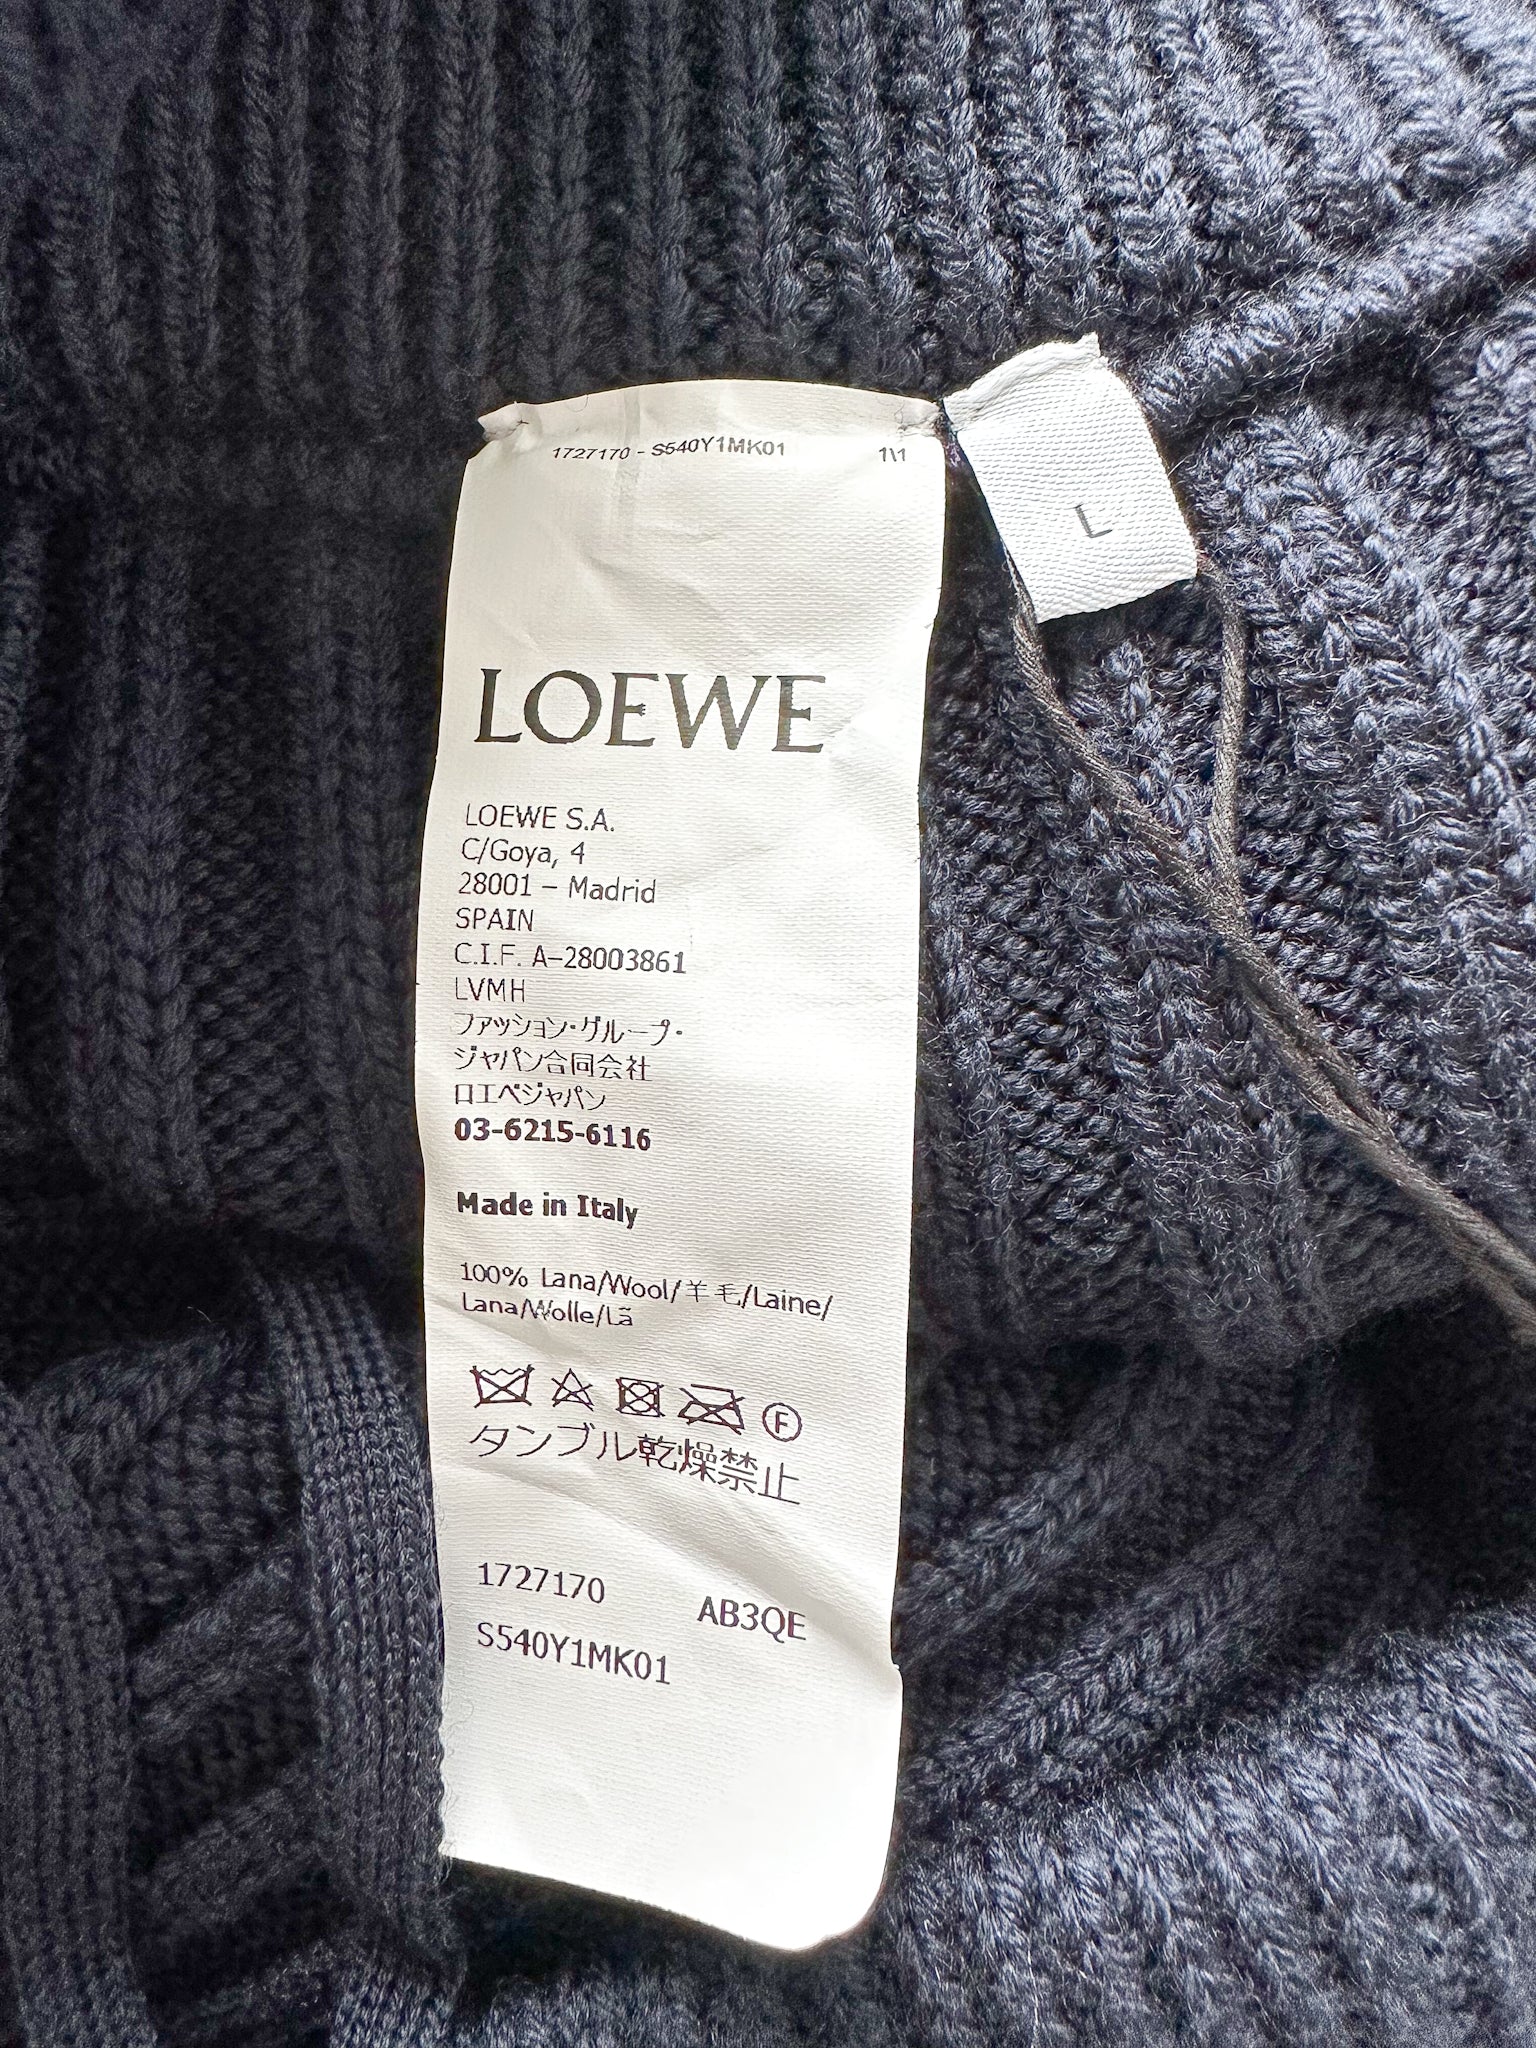 1727170 - S540Y1MK01 1\1
L
LOEWE
LOEWE S.A.
C/Goya, 4
28001 – Madrid
SPAIN
C.I.F. A–28003861
LVMH
ファッション・グループ・
ジャパン合同会社
ロエベジャパン
03-6215-6116
Made in Italy
100% Lana/Wool/羊毛/Laine/
Lana/Wolle/Lã
F
タンブル乾燥禁止
1727170 AB3QE
S540Y1MK01